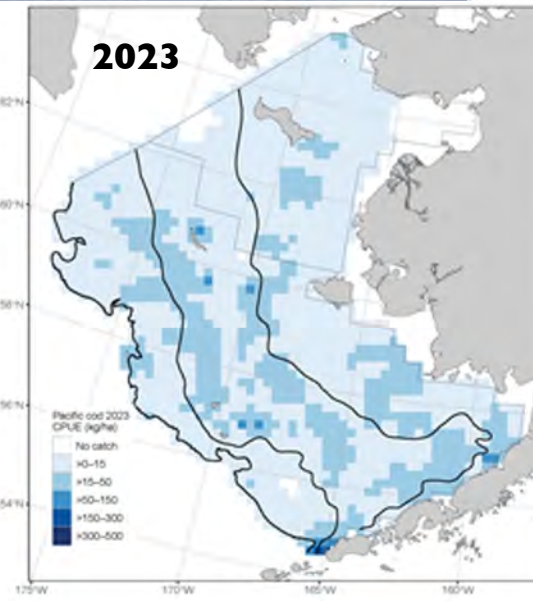 2023
62°N
60°N
58°N
56°N
54°N
Pacific cod 2023
CPUE (kg/ha)
No catch
>0–15
>15–50
>50–150
>150–300
>300–500
175°W
170°W
165°W
160°W